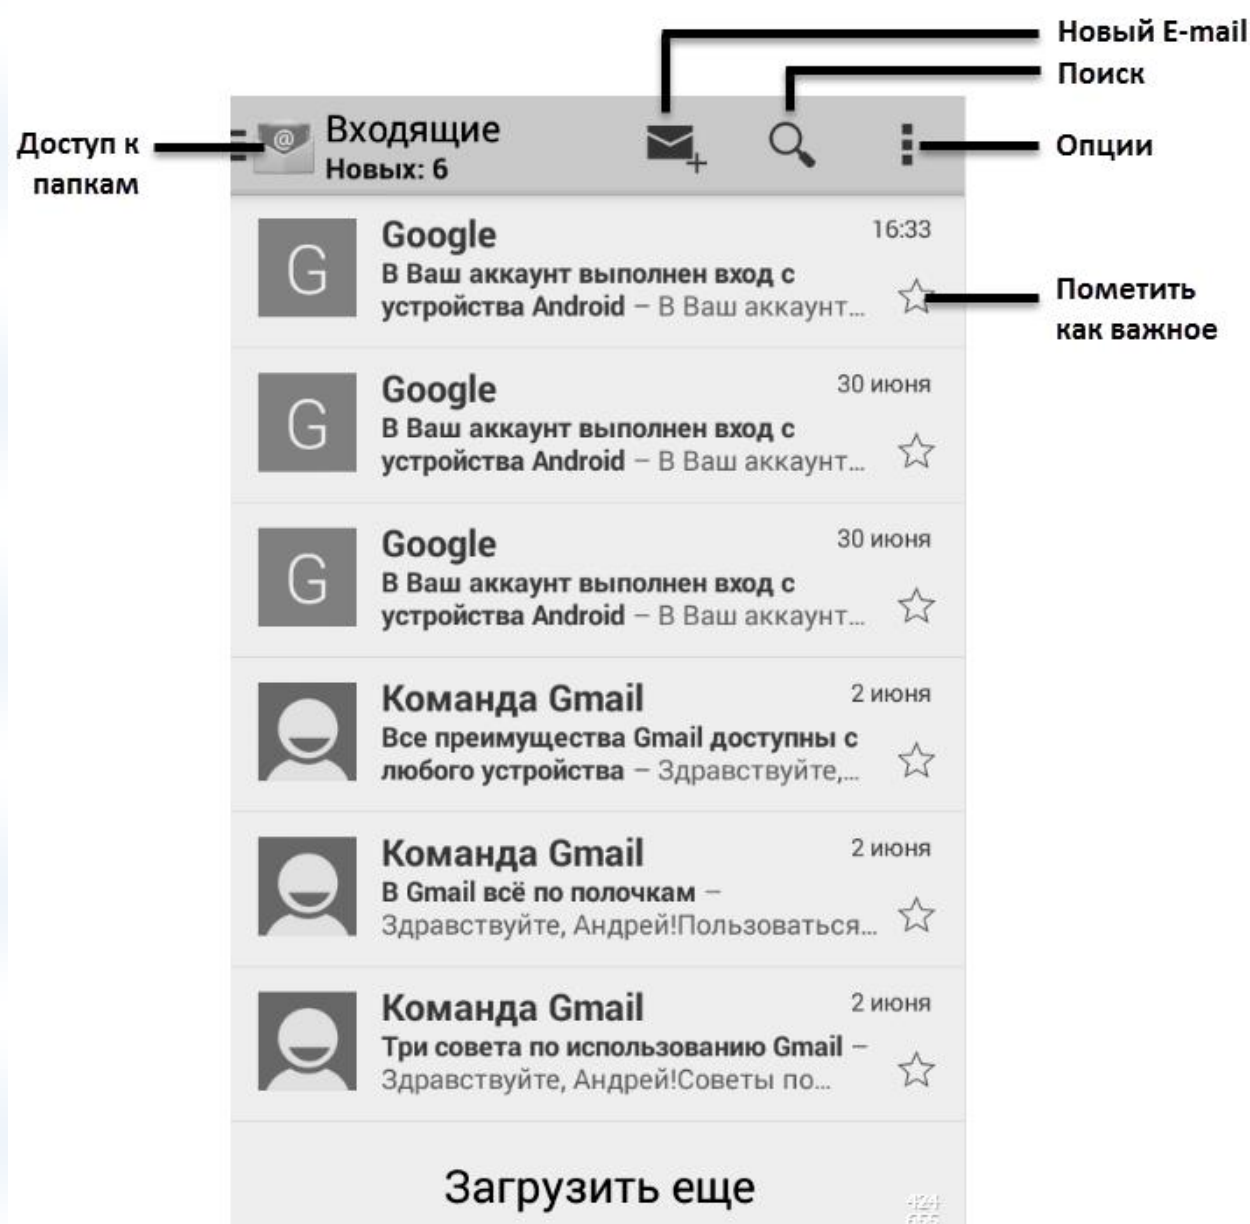 Новый E-mail
Поиск
Доступ к
папкам
@
Входящие
Новых: 6
Опции
G
Google
16:33
В Ваш аккаунт выполнен вход с
устройства Android – В Ваш аккаунт...
Пометить
как важное
G
Google
30 июня
В Ваш аккаунт выполнен вход с
устройства Android – В Ваш аккаунт...
G
Google
30 июня
В Ваш аккаунт выполнен вход с
устройства Android – В Ваш аккаунт...
Команда Gmail
2 июня
Все преимущества Gmail доступны с
любого устройства – Здравствуйте,...
Команда Gmail
2 июня
В Gmail всё по полочкам –
Здравствуйте, Андрей!Пользоваться...
Команда Gmail
2 июня
Три совета по использованию Gmail –
Здравствуйте, Андрей!Советы по...
Загрузить еще
424